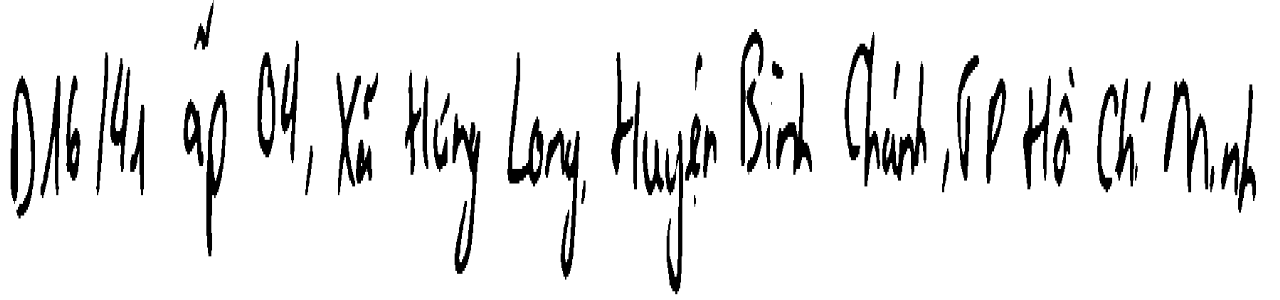 D16/41 ấp 04, Xã Hưng Long, Huyện Bình Chánh, TP Hồ Chí Minh